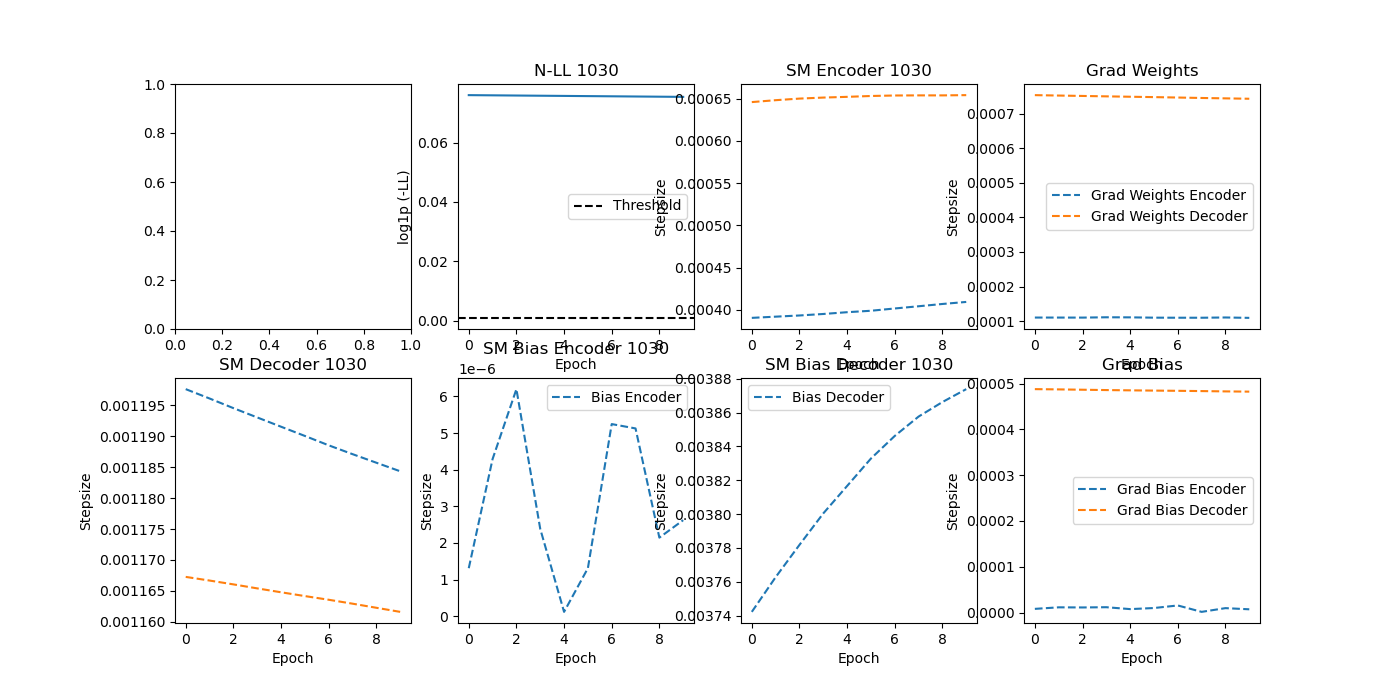 1.0
0.8
0.6
0.4
0.2
0.0
0.0 0.2 0.4 0.6 0.8 1.0
N-LL 1030
log1p (-LL)
0.06
0.04
0.02
0.00
Threshold
0 2 4 6 8
Epoch
SM Encoder 1030
Stepsize
0.00065
0.00060
0.00055
0.00050
0.00045
0.00040
0 2 4 6 8
Epoch
Grad Weights
Stepsize
0.0007
0.0006
0.0005
0.0004
0.0003
0.0002
0.0001
Grad Weights Encoder
Grad Weights Decoder
0 2 4 6 8
Epoch
SM Decoder 1030
Stepsize
0.001195
0.001190
0.001185
0.001180
0.001175
0.001170
0.001165
0.001160
0 2 4 6 8
Epoch
SM Bias Encoder 1030
1e−6
Stepsize
6
5
4
3
2
1
0
Bias Encoder
0 2 4 6 8
Epoch
SM Bias Decoder 1030
Stepsize
0.00388
0.00386
0.00384
0.00382
0.00380
0.00378
0.00376
0.00374
Bias Decoder
0 2 4 6 8
Epoch
Grad Bias
Stepsize
0.0005
0.0004
0.0003
0.0002
0.0001
0.0000
Grad Bias Encoder
Grad Bias Decoder
0 2 4 6 8
Epoch